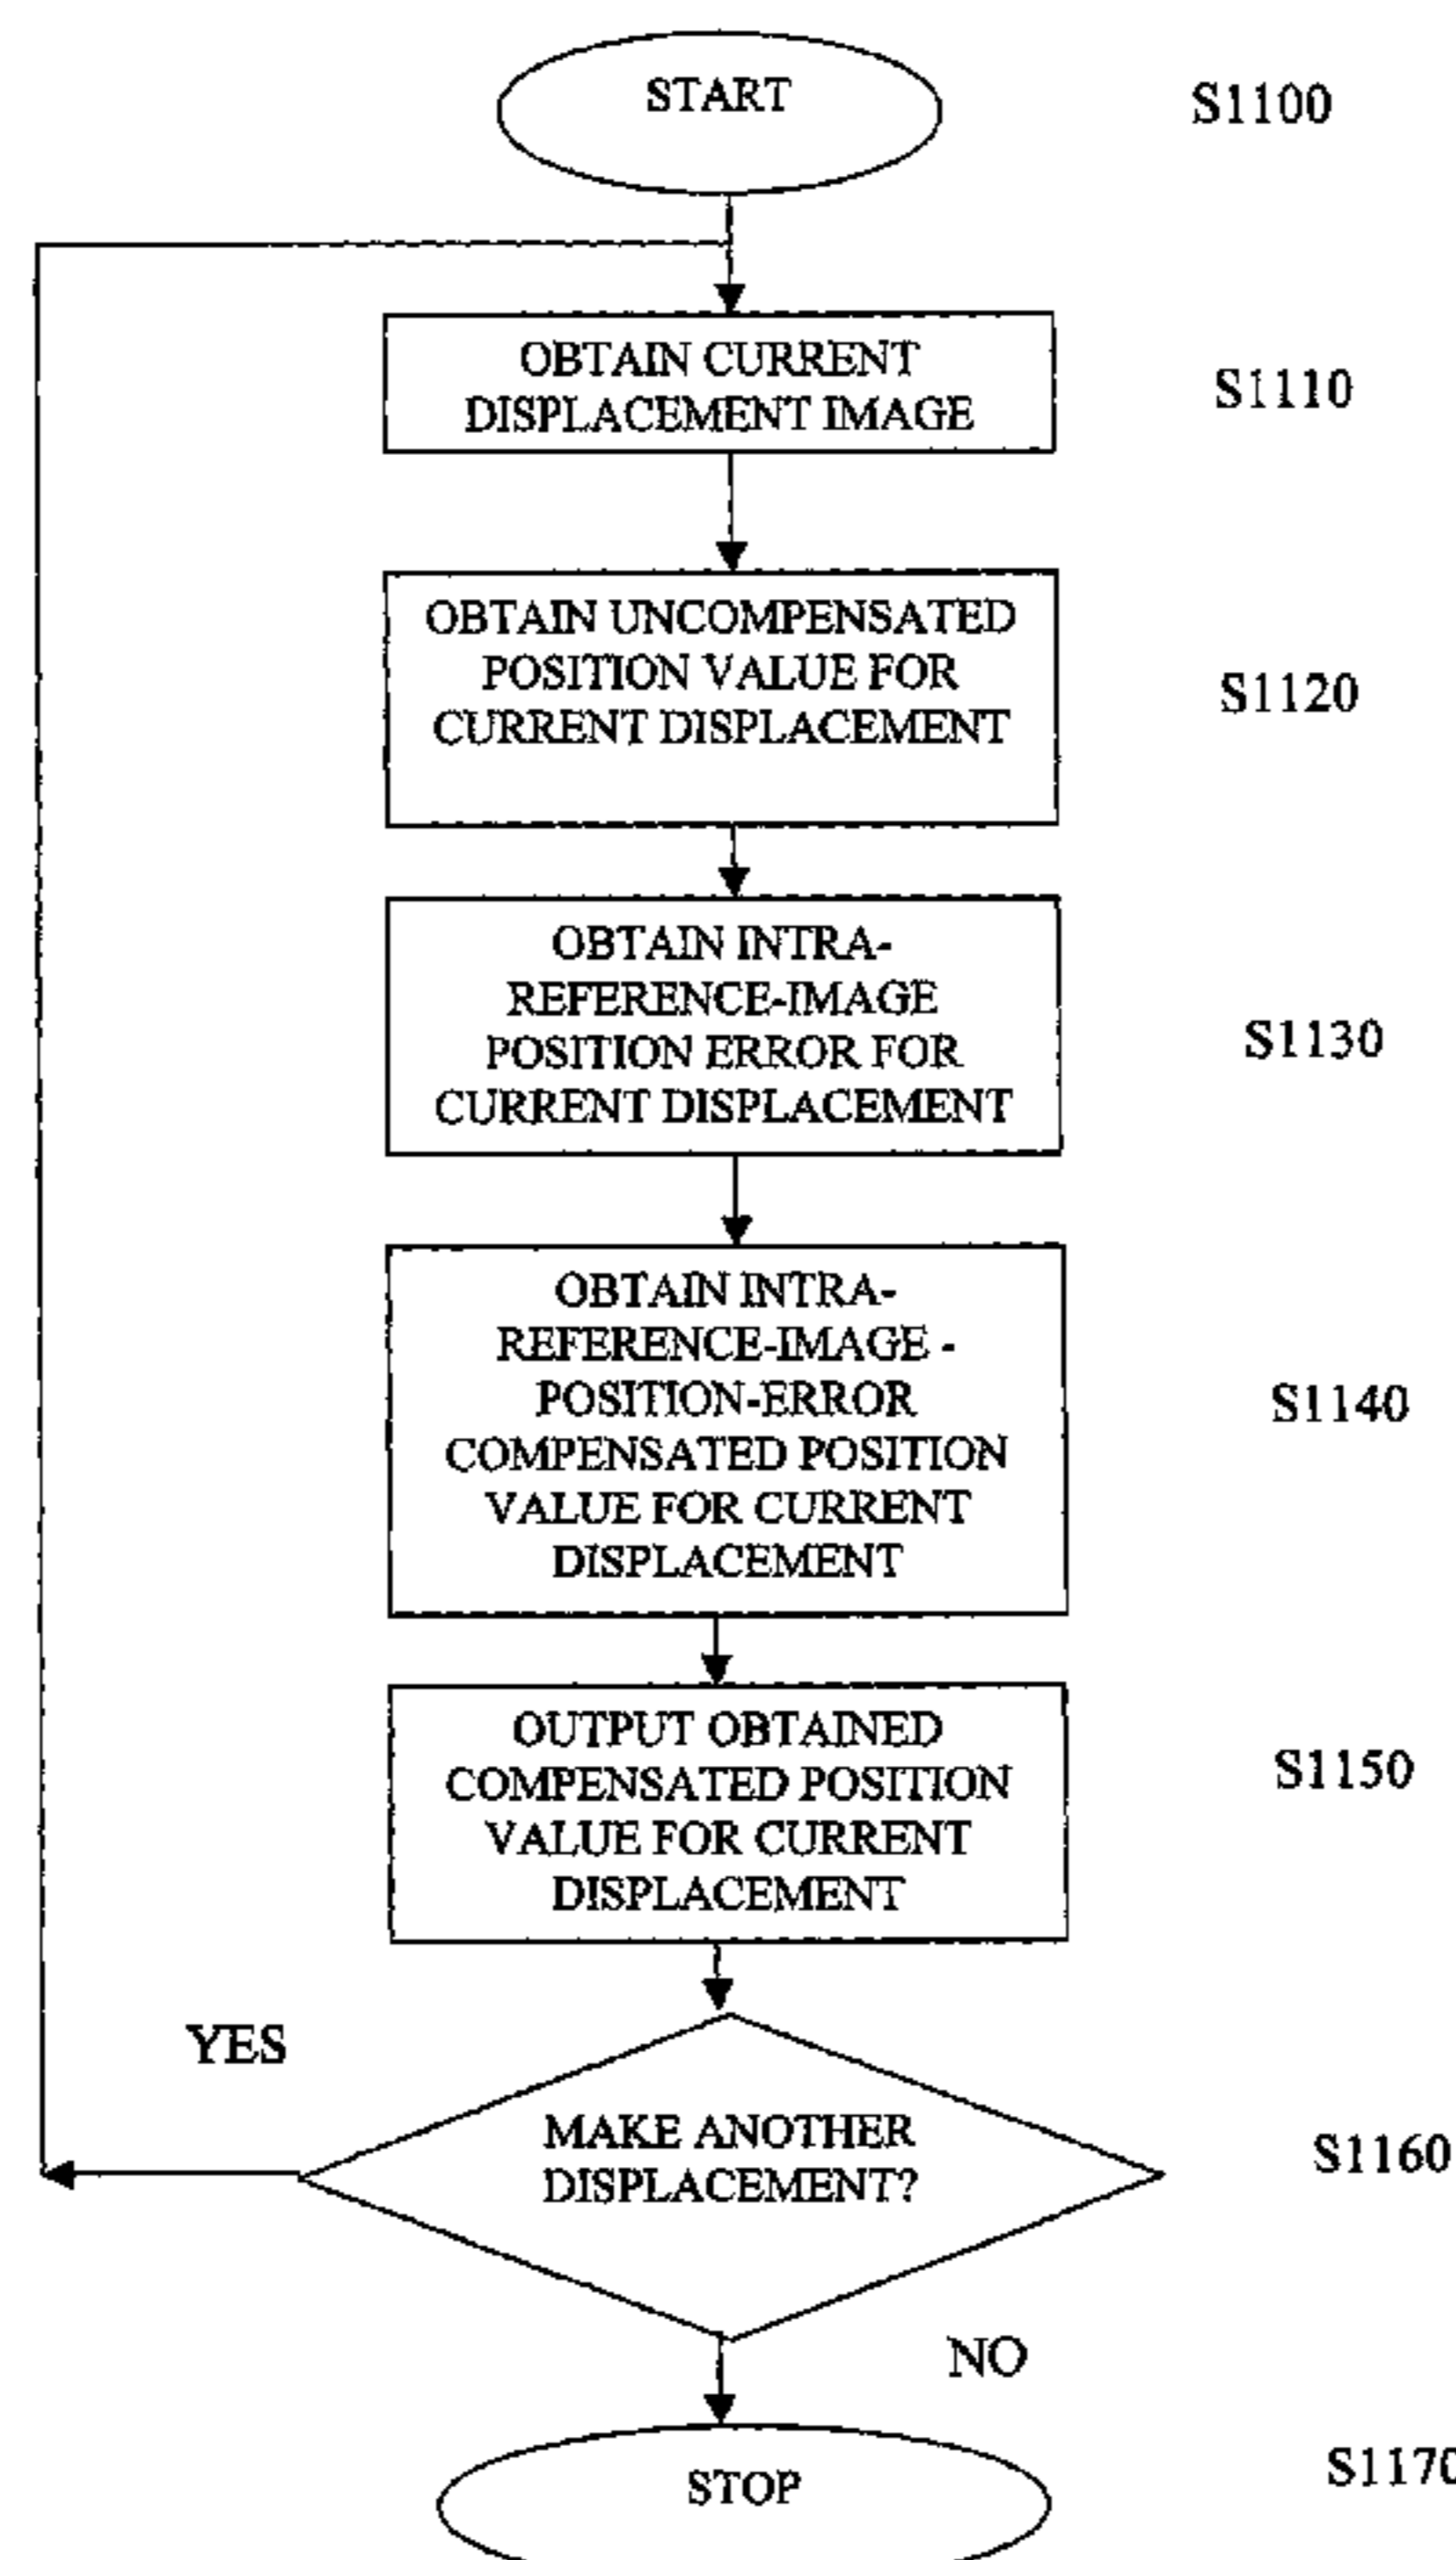 START
S1100
OBTAIN CURRENT
DISPLACEMENT IMAGE
S1110
OBTAIN UNCOMPENSATED
POSITION VALUE FOR
CURRENT DISPLACEMENT
S1120
OBTAIN INTRA-
REFERENCE-IMAGE
POSITION ERROR FOR
CURRENT DISPLACEMENT
S1130
OBTAIN INTRA-
REFERENCE-IMAGE -
POSITION-ERROR
COMPENSATED POSITION
VALUE FOR CURRENT
DISPLACEMENT
S1140
OUTPUT OBTAINED
COMPENSATED POSITION
VALUE FOR CURRENT
DISPLACEMENT
S1150
YES
MAKE ANOTHER
DISPLACEMENT?
S1160
NO
STOP
S1170